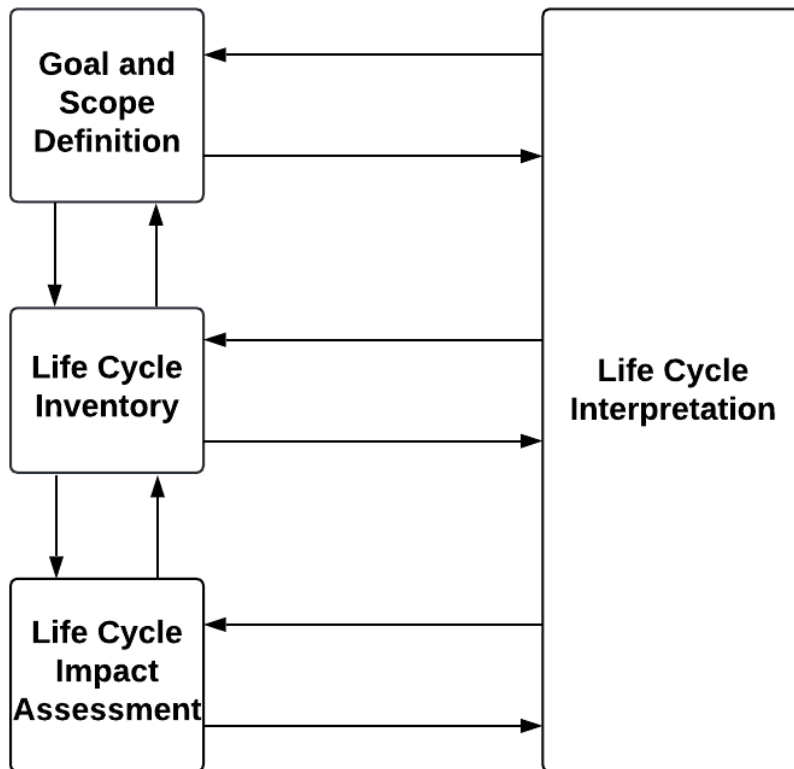 Goal and
Scope
Definition
Life Cycle
Inventory
Life Cycle
Interpretation
Life Cycle
Impact
Assessment